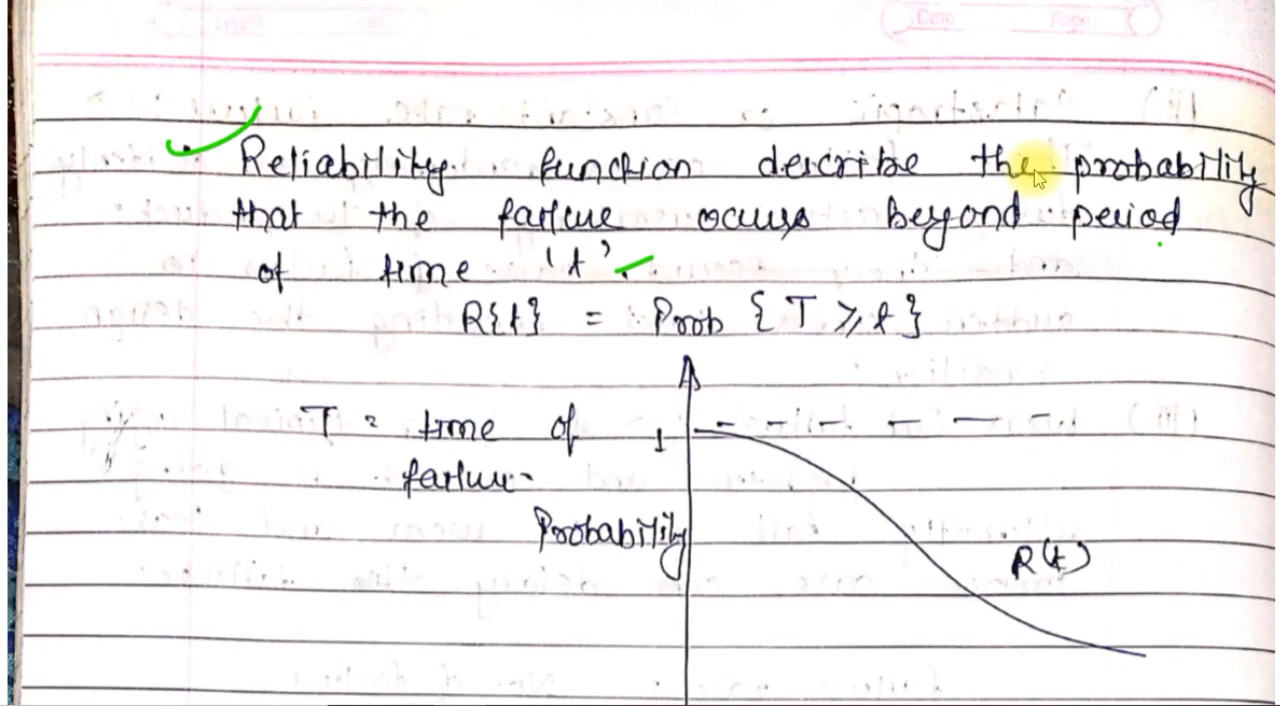 Reliability function describe the probability
that the failure occurs beyond period
of time 't'.
R{t} = Prob {T ⩾ t}
T = time of
failure
1
Probability
R(t)